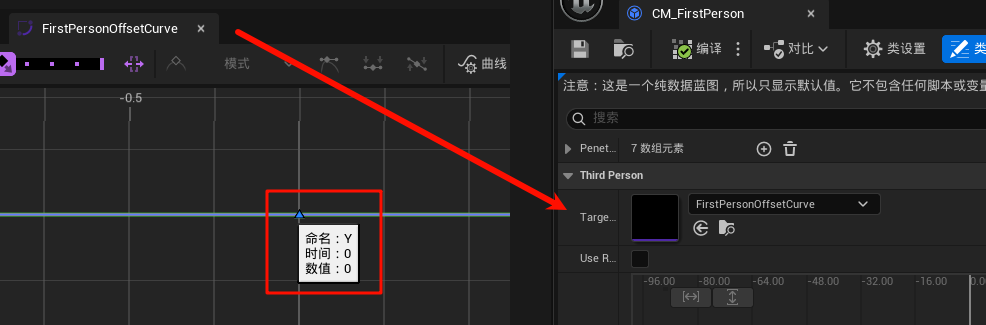 FirstPersonOffsetCurve
模式
曲线
-0.5
命名：Y
时间：0
数值：0
CM_FirstPerson
编译
对比
类设置
注意：这是一个纯数据蓝图，所以只显示默认值。它不包含任何脚本或变
搜索
Penet...
7 数组元素
Third Person
Targe...
FirstPersonOffsetCurve
Use R...
-96.00 -80.00 -64.00 -48.00 -32.00 -16.00 0.0